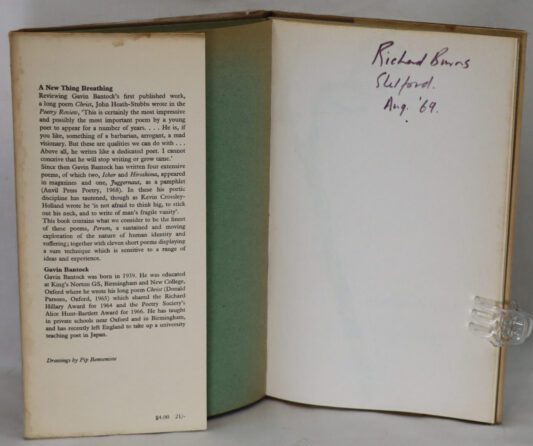 A New Thing Breathing
Reviewing Gavin Bantock's first published work,
a long poem Christ, John Heath-Stubbs wrote in the
Poetry Review, 'This is certainly the most impressive
and possibly the most important poem by a young
poet to appear for a number of years. . . . He is, if
you like, something of a barbarian, arrogant, a mad
visionary. But these are qualities we can do with . . .
Above all, he writes like a dedicated poet. I cannot
conceive that he will stop writing or grow tame.'
Since then Gavin Bantock has written four extensive
poems, of which two, Ichor and Hiroshima, appeared
in magazines and one, Juggernaut, as a pamphlet
(Anvil Press Poetry, 1968). In these his poetic
discipline has tautened, though as Kevin Crossley-
Holland wrote he 'is not afraid to think big, to stick
out his neck, and to write of man's fragile vanity'.
This book contains what we consider to be the finest
of these poems, Person, a sustained and moving
exploration of the nature of human identity and
suffering; together with eleven short poems displaying
a sure technique which is sensitive to a range of
ideas and experience.
Gavin Bantock
Gavin Bantock was born in 1939. He was educated
at King's Norton GS, Birmingham and New College,
Oxford where he wrote his long poem Christ (Donald
Parsons, Oxford, 1965) which shared the Richard
Hillary Award for 1964 and the Poetry Society's
Alice Hunt-Bartlett Award for 1966. He has taught
in private schools near Oxford and in Birmingham,
and has recently left England to take up a university
teaching post in Japan.
Drawings by Pip Benveniste
$4.00 21/-
Richard Burns
Shelford.
Aug. '69.